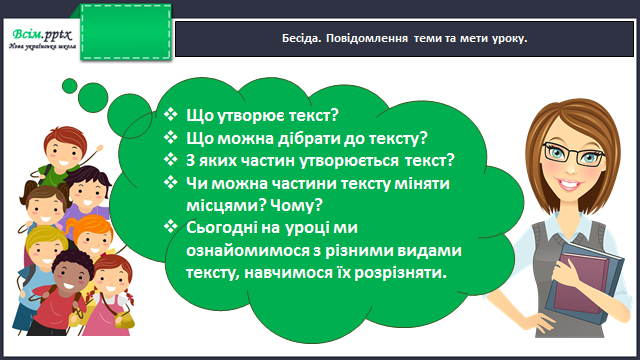 Всім.pptx
Нова українська школа
Бесіда. Повідомлення теми та мети уроку.
❖ Що утворює текст?
❖ Що можна дібрати до тексту?
❖ З яких частин утворюється текст?
❖ Чи можна частини тексту міняти
місцями? Чому?
❖ Сьогодні на уроці ми
ознайомимося з різними видами
тексту, навчимося їх розрізняти.